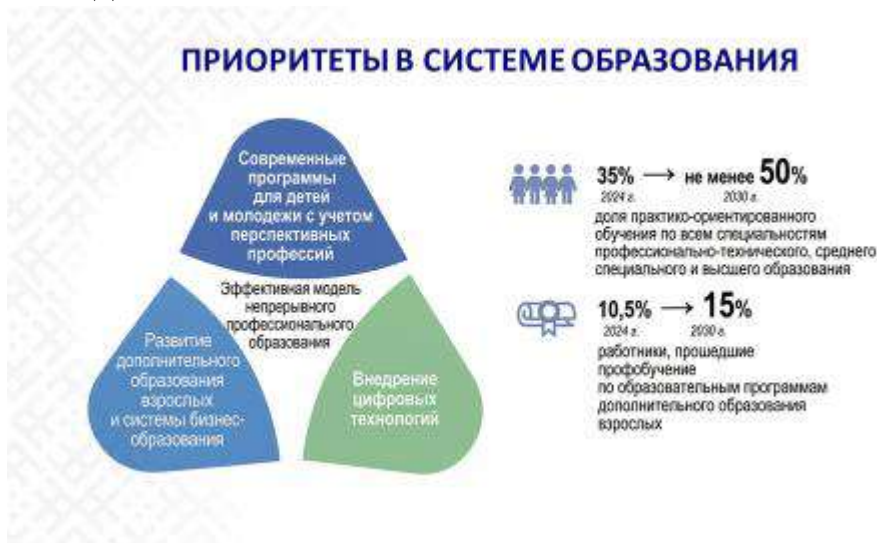 ПРИОРИТЕТЫ В СИСТЕМЕ ОБРАЗОВАНИЯ
Современные
программы
для детей
и молодежи с учетом
перспективных
профессий
Эффективная модель
непрерывного
профессионального
образования
Развитие
дополнительного
образования
взрослых
и системы бизнес-
образования
Внедрение
цифровых
технологий
35% → не менее 50%
2024 г. 2030 г.
доля практико-ориентированного
обучения по всем специальностям
профессионально-технического, среднего
специального и высшего образования
10,5% → 15%
2024 г. 2030 г.
работники, прошедшие
профобучение
по образовательным программам
дополнительного образования
взрослых